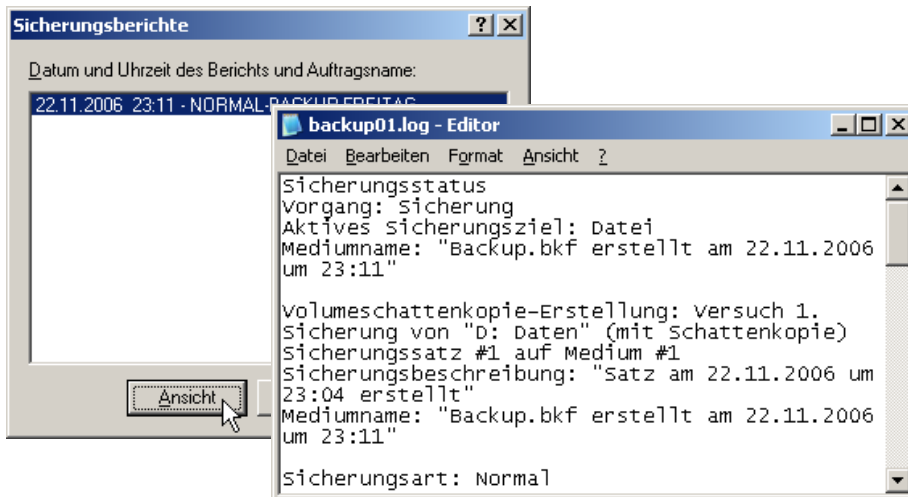 Sicherungsberichte
Datum und Uhrzeit des Berichts und Auftragsname:
22.11.2006 23:11 - NORMAL-BACKUP FREITAG
Ansicht
backup01.log - Editor
Datei Bearbeiten Format Ansicht ?
Sicherungsstatus
Vorgang: Sicherung
Aktives Sicherungsziel: Datei
Mediumname: "Backup.bkf erstellt am 22.11.2006
um 23:11"
Volumeschattenkopie-Erstellung: Versuch 1.
Sicherung von "D: Daten" (mit Schattenkopie)
Sicherungssatz #1 auf Medium #1
Sicherungsbeschreibung: "Satz am 22.11.2006 um
23:04 erstellt"
Mediumname: "Backup.bkf erstellt am 22.11.2006
um 23:11"
Sicherungsart: Normal